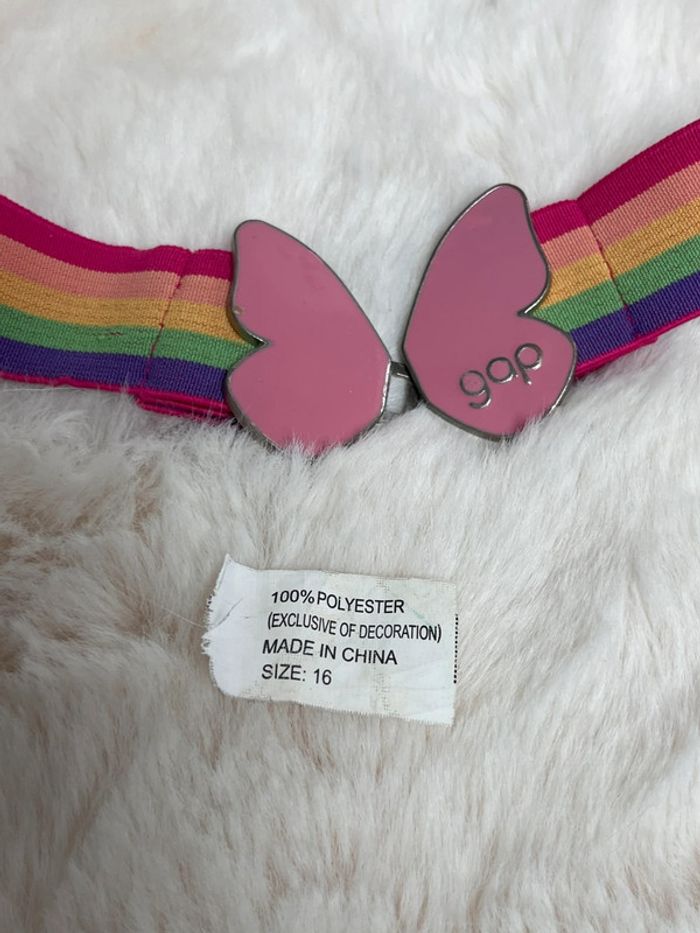 gap
100% POLYESTER
(EXCLUSIVE OF DECORATION)
MADE IN CHINA
SIZE: 16